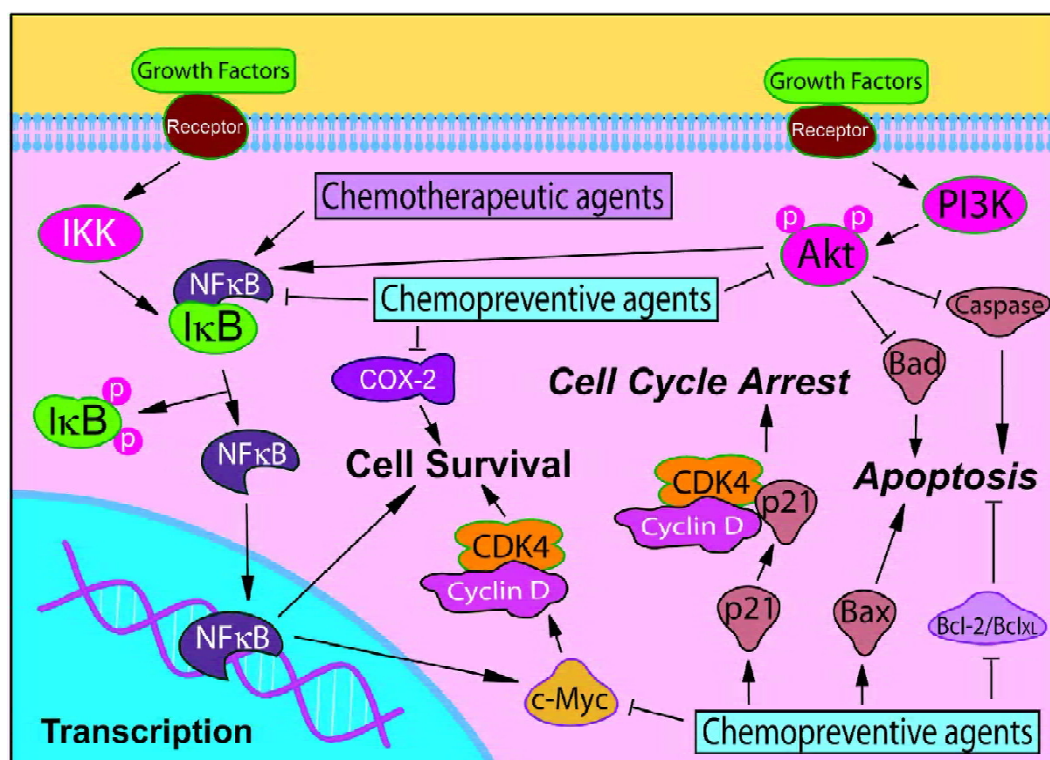 Growth Factors
Growth Factors
Receptor
Receptor
Chemotherapeutic agents
PI3K
IKK
p
p
Akt
NFκB
Chemopreventive agents
Caspase
IκB
COX-2
Bad
Cell Cycle Arrest
p
IκB
p
NFκB
Cell Survival
CDK4
p21
Apoptosis
Cyclin D
CDK4
Cyclin D
p21
Bax
Bcl-2/BclXL
NFκB
c-Myc
Transcription
Chemopreventive agents